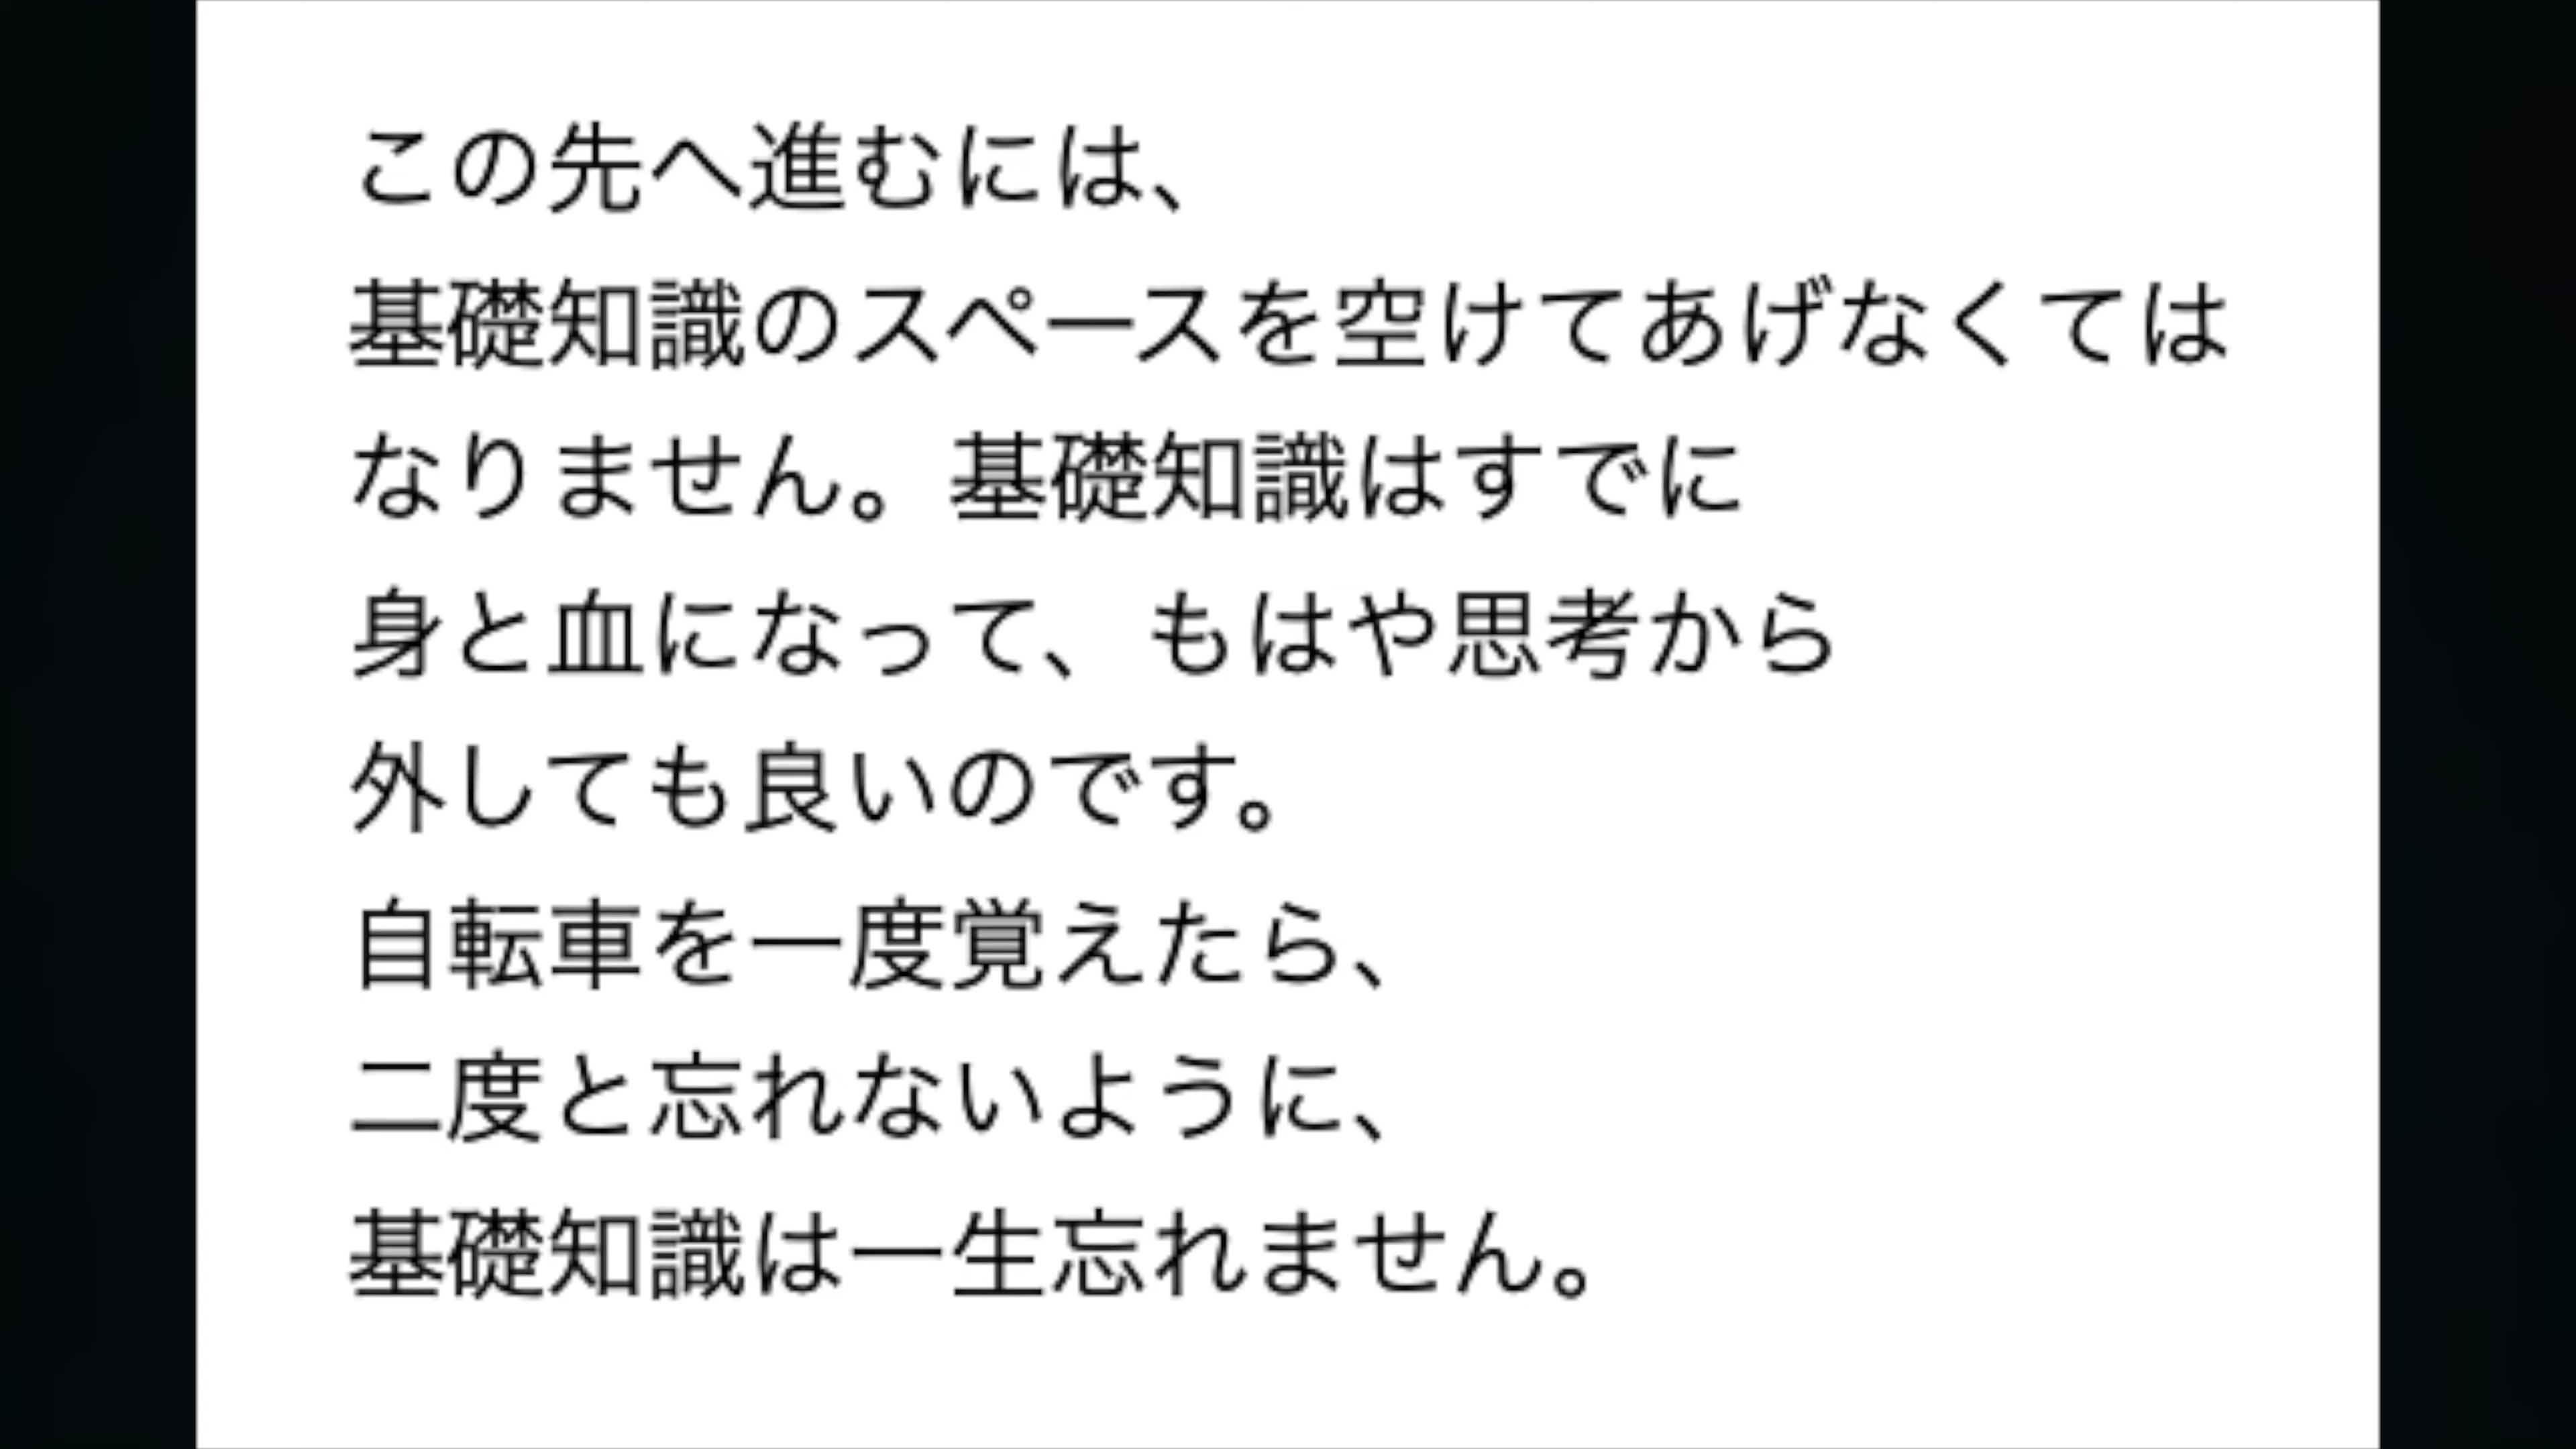 この先へ進むには、
基礎知識のスペースを空けてあげなくては
なりません。基礎知識はすでに
身と血になって、もはや思考から
外しても良いのです。
自転車を一度覚えたら、
二度と忘れないように、
基礎知識は一生忘れません。